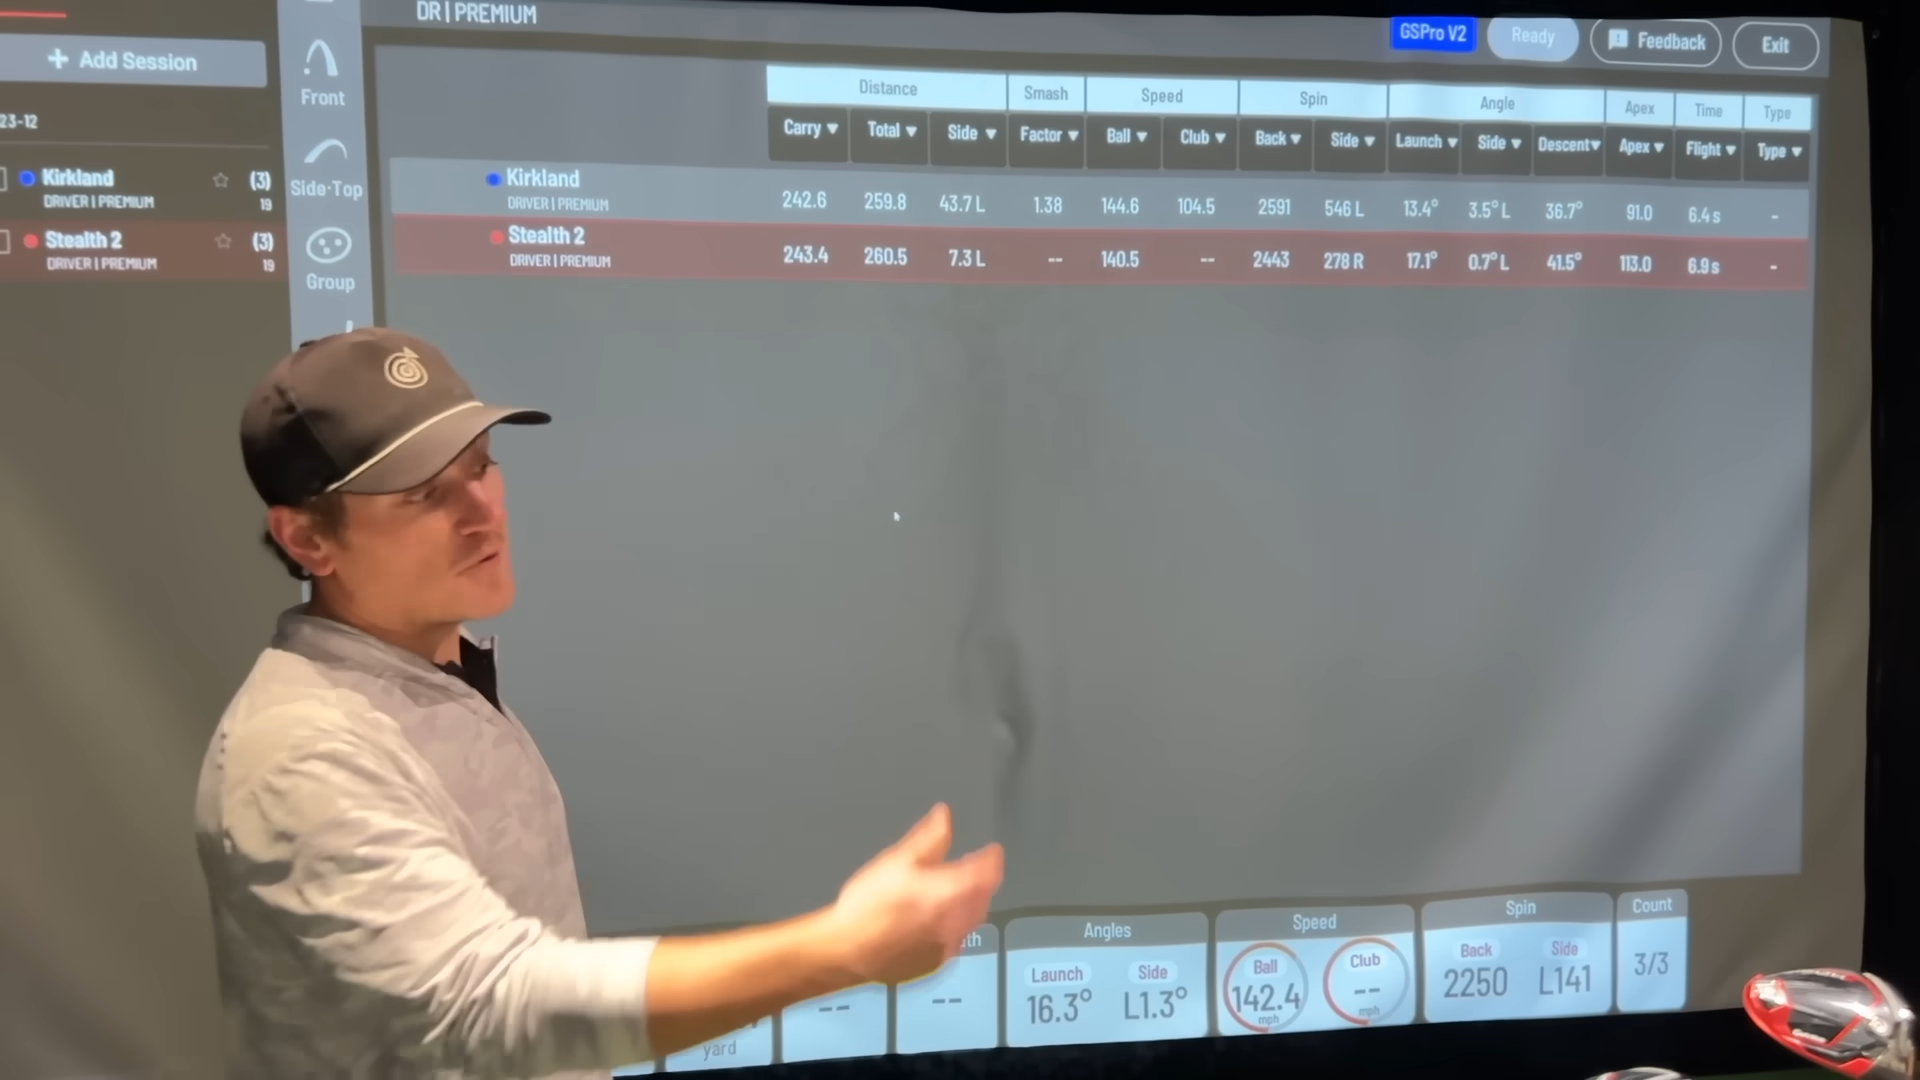 DR | PREMIUM
GSPro V2 Ready Feedback Exit
+ Add Session
23-12
Kirkland (3)
DRIVER | PREMIUM 19
Stealth 2 (3)
DRIVER | PREMIUM 19
Front
Side·Top
Group
Distance Smash Speed Spin Angle Apex Time Type
Carry Total Side Factor Ball Club Back Side Launch Side Descent Apex Flight Type
Kirkland
DRIVER | PREMIUM
242.6 259.8 43.7 L 1.38 144.6 104.5 2591 546 L 13.4° 3.5° L 36.7° 91.0 6.4 s -
Stealth 2
DRIVER | PREMIUM
243.4 260.5 7.3 L -- 140.5 -- 2443 278 R 17.1° 0.7° L 41.5° 113.0 6.9 s -
Angles Speed Spin Count
Launch Side Ball Club Back Side
-- -- 16.3° L1.3° 142.4 -- 2250 L141 3/3
yard mph mph